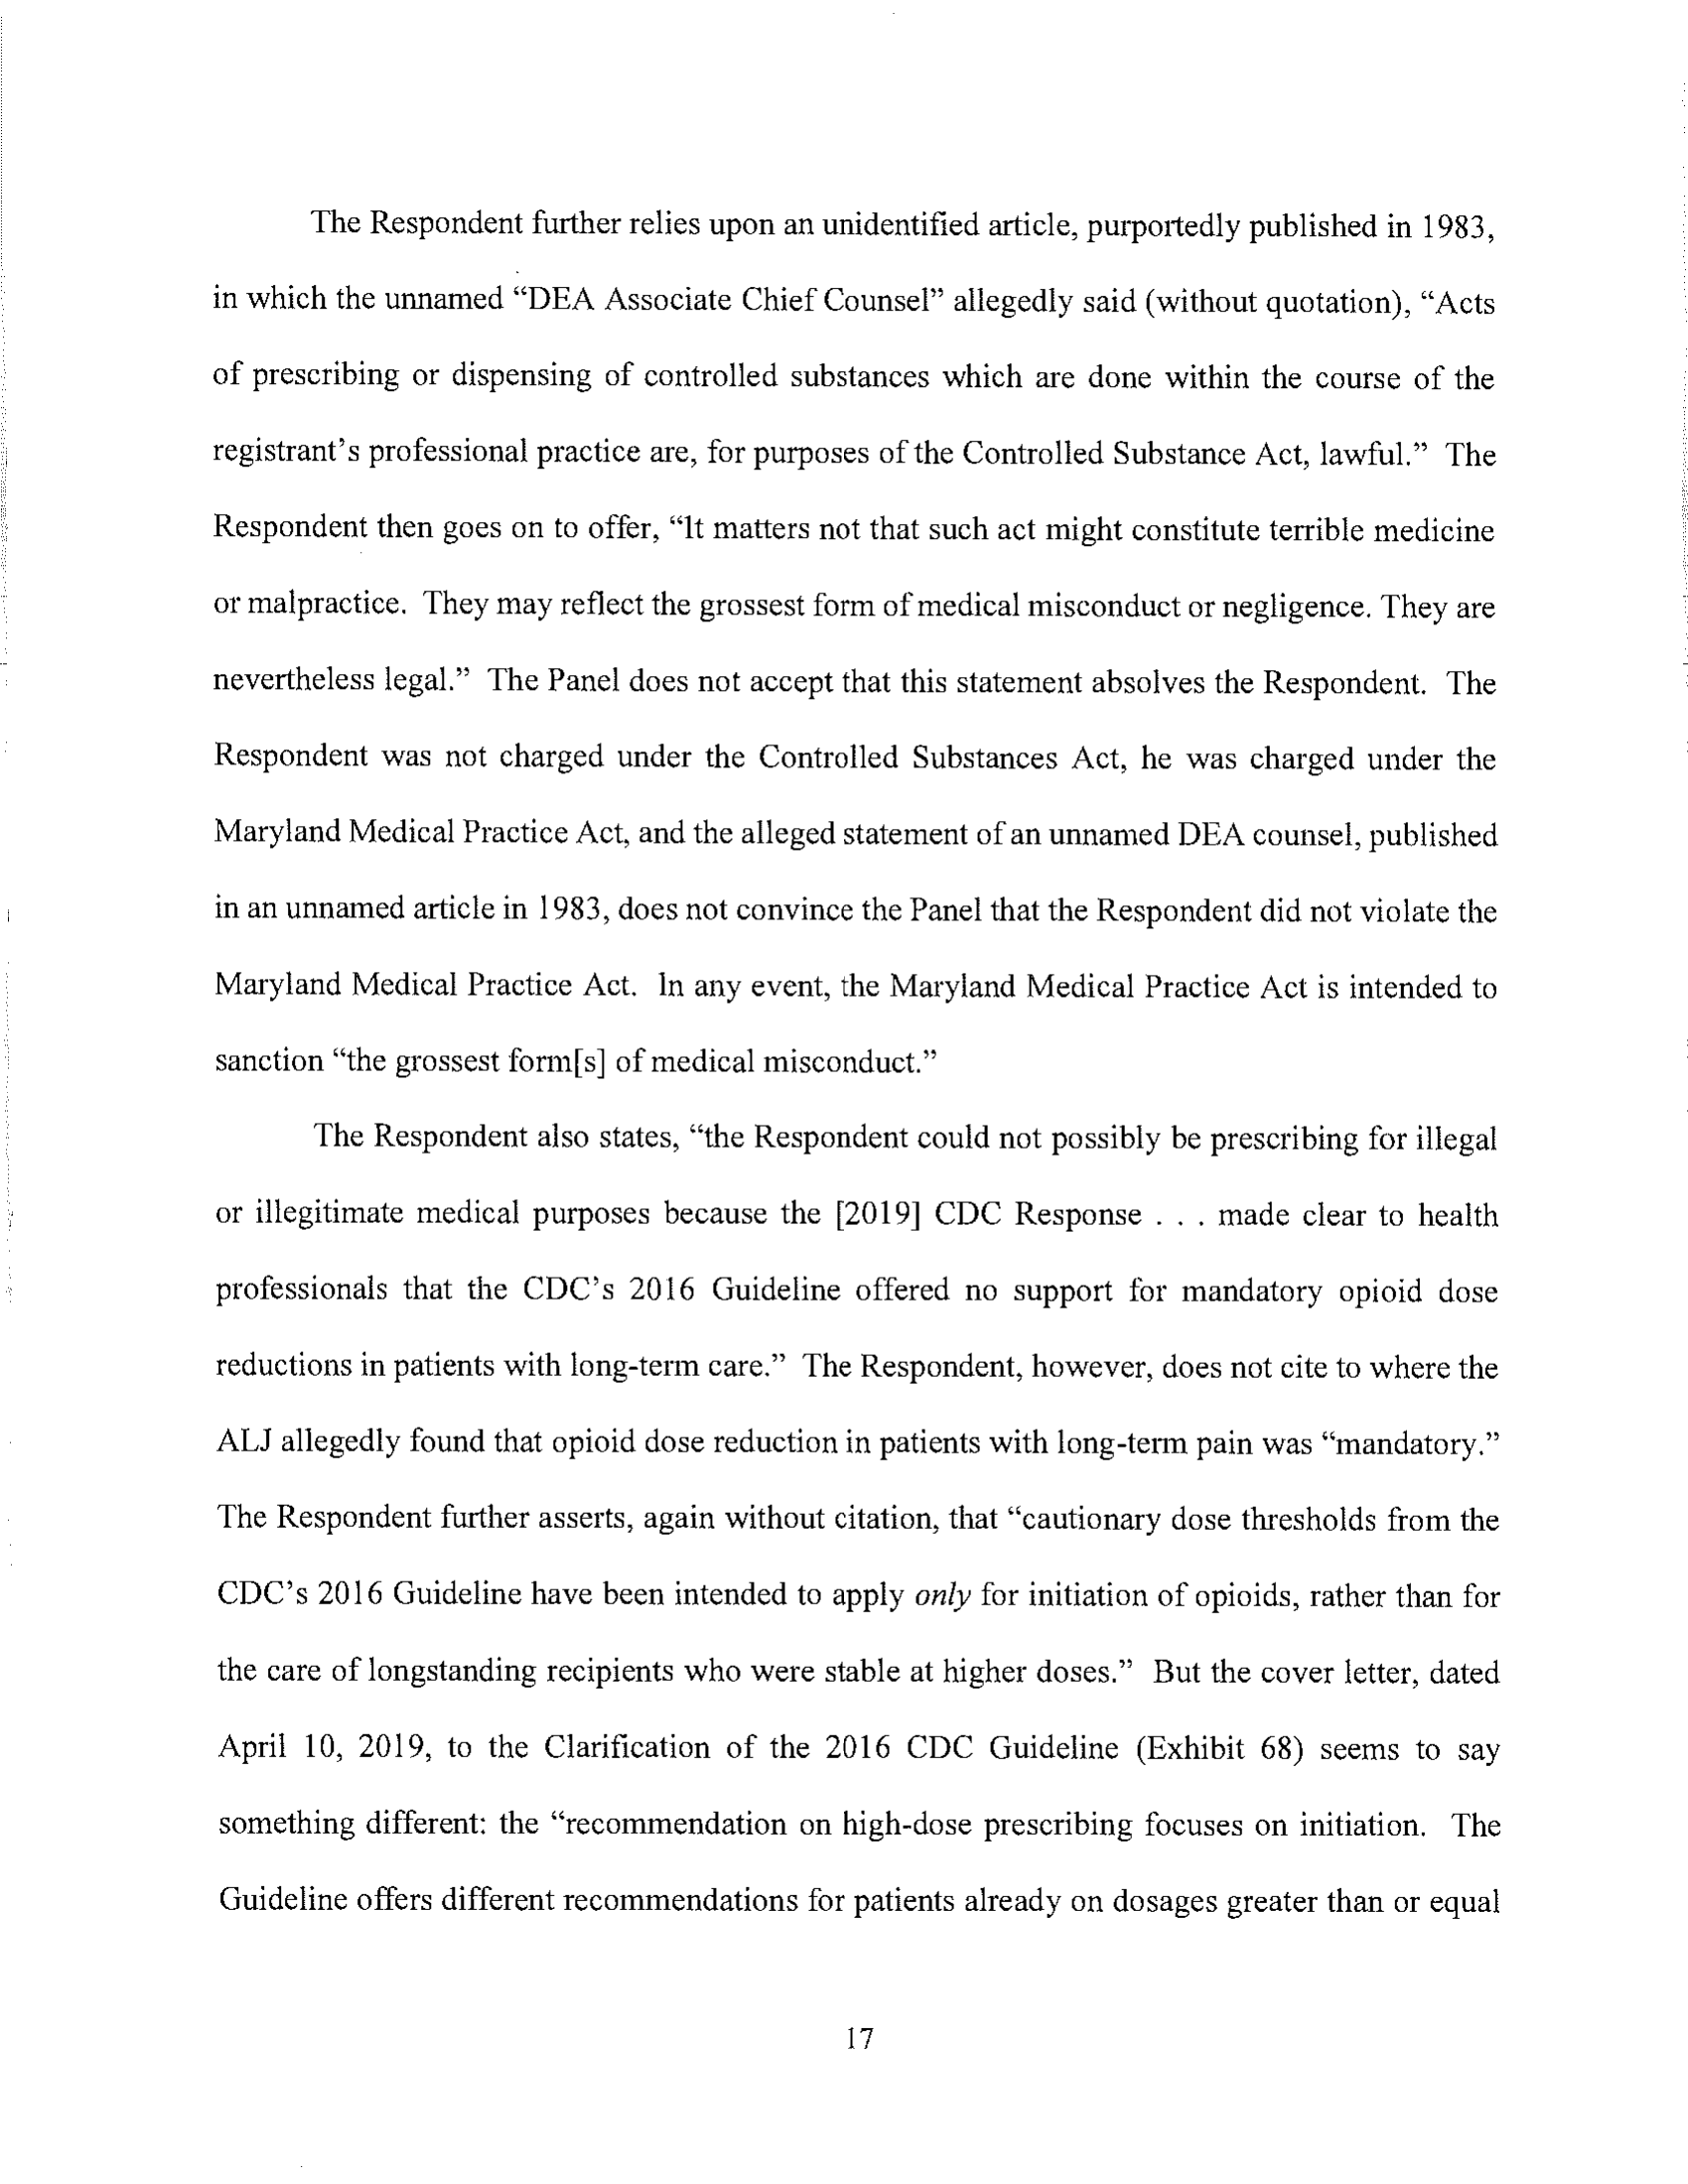 The Respondent further relies upon an unidentified article, purportedly published in 1983,
in which the unnamed “DEA Associate Chief Counsel” allegedly said (without quotation), “Acts
of prescribing or dispensing of controlled substances which are done within the course of the
registrant’s professional practice are, for purposes of the Controlled Substance Act, lawful.” The
Respondent then goes on to offer, “It matters not that such act might constitute terrible medicine
or malpractice. They may reflect the grossest form of medical misconduct or negligence. They are
nevertheless legal.” The Panel does not accept that this statement absolves the Respondent. The
Respondent was not charged under the Controlled Substances Act, he was charged under the
Maryland Medical Practice Act, and the alleged statement of an unnamed DEA counsel, published
in an unnamed article in 1983, does not convince the Panel that the Respondent did not violate the
Maryland Medical Practice Act. In any event, the Maryland Medical Practice Act is intended to
sanction “the grossest form[s] of medical misconduct.”
The Respondent also states, “the Respondent could not possibly be prescribing for illegal
or illegitimate medical purposes because the [2019] CDC Response . . . made clear to health
professionals that the CDC’s 2016 Guideline offered no support for mandatory opioid dose
reductions in patients with long-term care.” The Respondent, however, does not cite to where the
ALJ allegedly found that opioid dose reduction in patients with long-term pain was “mandatory.”
The Respondent further asserts, again without citation, that “cautionary dose thresholds from the
CDC’s 2016 Guideline have been intended to apply only for initiation of opioids, rather than for
the care of longstanding recipients who were stable at higher doses.” But the cover letter, dated
April 10, 2019, to the Clarification of the 2016 CDC Guideline (Exhibit 68) seems to say
something different: the “recommendation on high-dose prescribing focuses on initiation. The
Guideline offers different recommendations for patients already on dosages greater than or equal
17